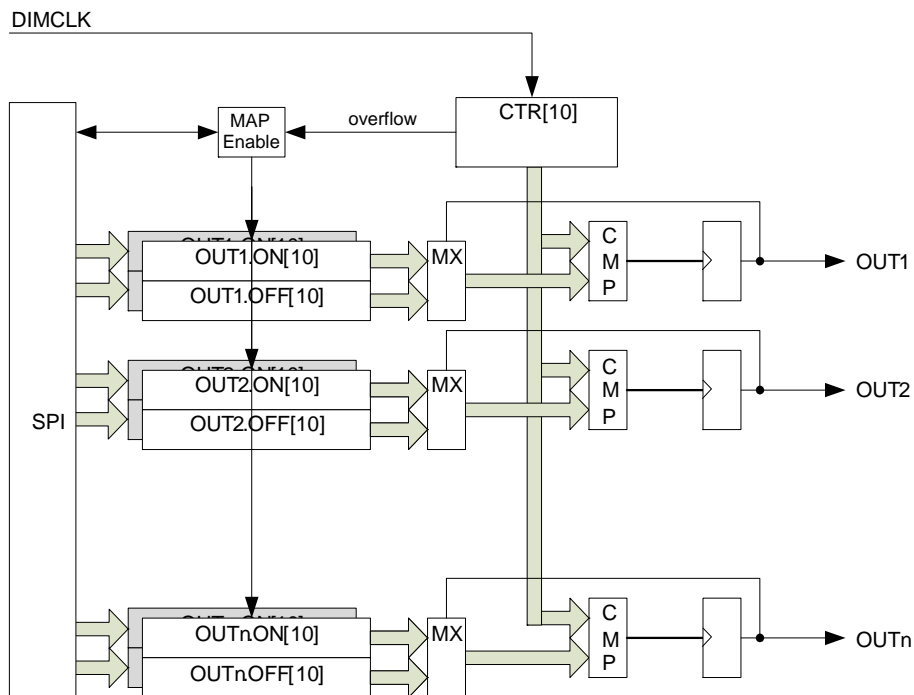 DIMCLK
CTR[10]
MAP
Enable
overflow
OUT1.ON[10]
OUT1.OFF[10]
MX
C
M
P
OUT1
OUT2.ON[10]
OUT2.OFF[10]
MX
C
M
P
OUT2
SPI
OUTn.ON[10]
OUTn.OFF[10]
MX
C
M
P
OUTn